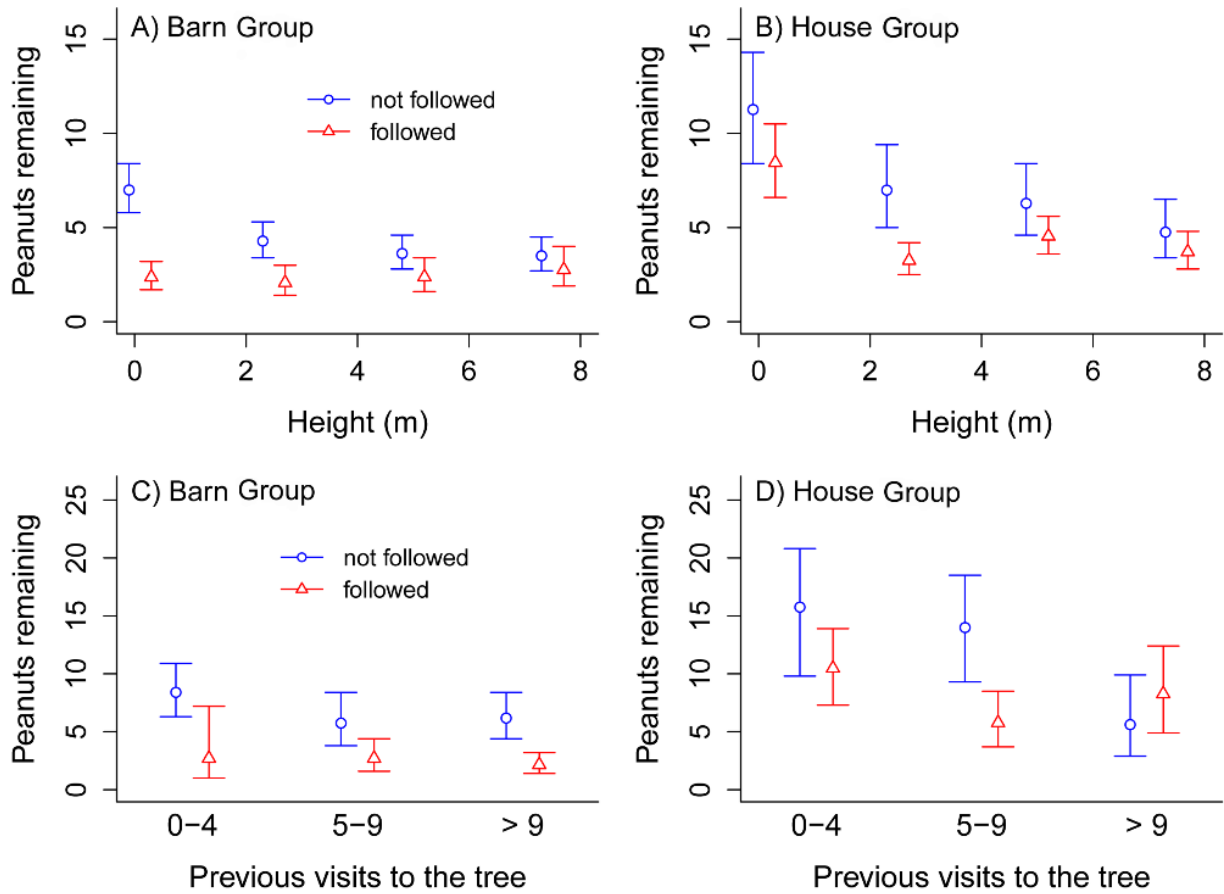 A) Barn Group
Peanuts remaining
15
10
5
0
not followed
followed
0 2 4 6 8
Height (m)
B) House Group
Peanuts remaining
15
10
5
0
0 2 4 6 8
Height (m)
C) Barn Group
Peanuts remaining
25
20
15
10
5
0
not followed
followed
0−4 5−9 > 9
Previous visits to the tree
D) House Group
Peanuts remaining
25
20
15
10
5
0
0−4 5−9 > 9
Previous visits to the tree